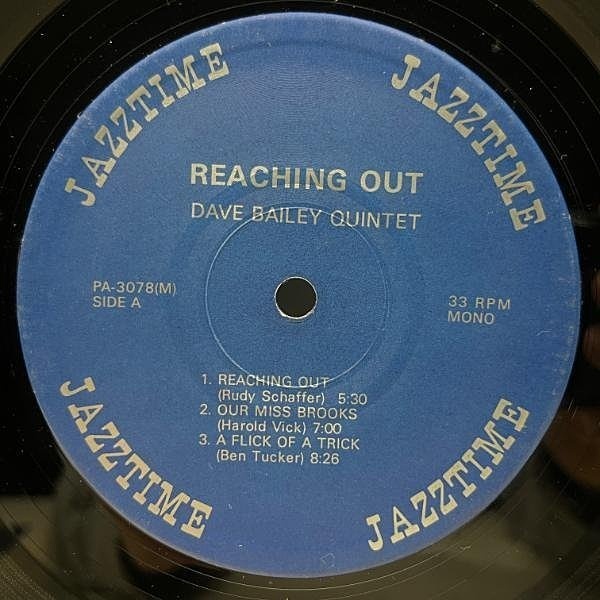 JAZZTIME
JAZZTIME
REACHING OUT
DAVE BAILEY QUINTET
PA-3078(M)
SIDE A
33 RPM
MONO
1. REACHING OUT
(Rudy Schaffer) 5:30
2. OUR MISS BROOKS
(Harold Vick) 7:00
3. A FLICK OF A TRICK
(Ben Tucker) 8:26
JAZZTIME
JAZZTIME